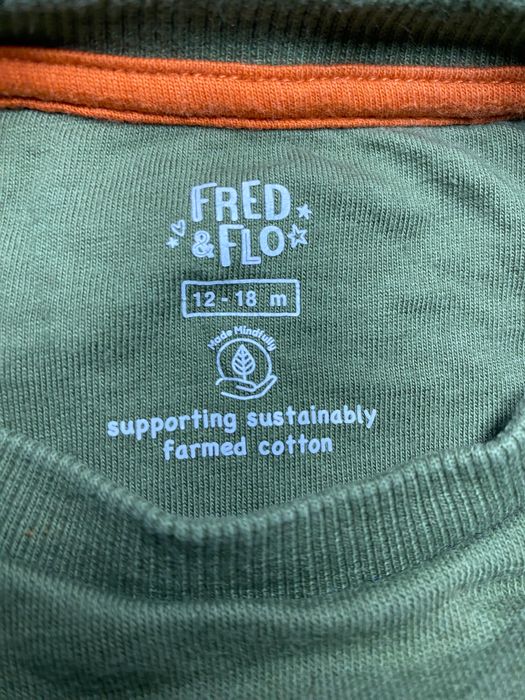 FRED
& FLO
12 - 18 m
Made Mindfully
supporting sustainably
farmed cotton